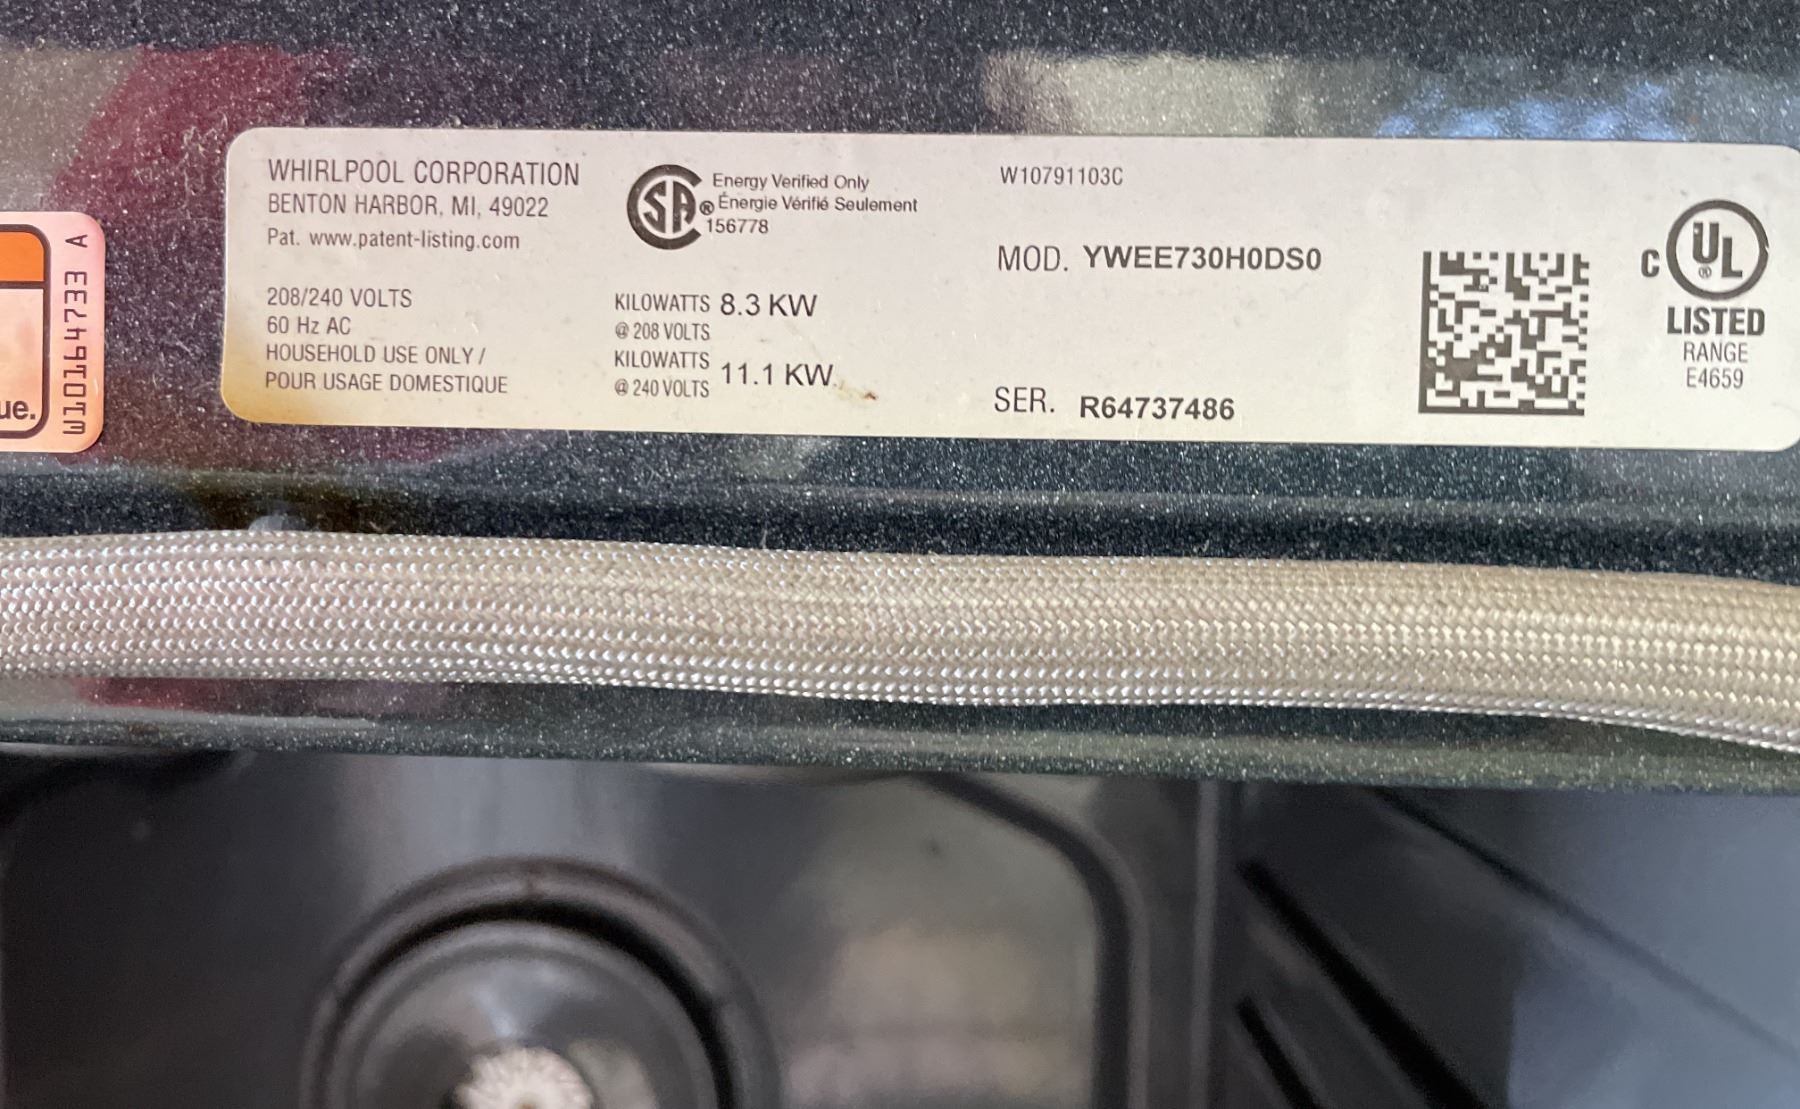 WHIRLPOOL CORPORATION
BENTON HARBOR, MI, 49022
Pat. www.patent-listing.com
208/240 VOLTS
60 Hz AC
HOUSEHOLD USE ONLY /
POUR USAGE DOMESTIQUE
SA®
Energy Verified Only
Énergie Vérifié Seulement
156778
KILOWATTS 8.3 KW
@ 208 VOLTS
KILOWATTS 11.1 KW
@ 240 VOLTS
W10791103C
MOD. YWEE730H0DS0
SER. R64737486
C UL ®
LISTED
RANGE
E4659
ue.
W10164733 A